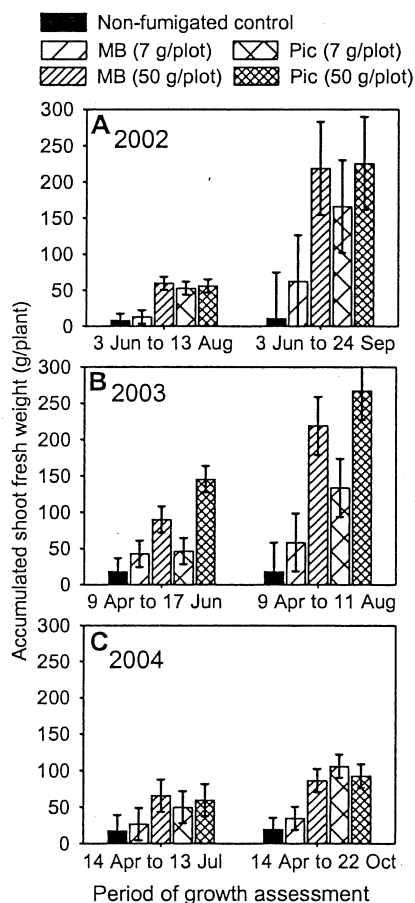 Non-fumigated control
MB (7 g/plot) Pic (7 g/plot)
MB (50 g/plot) Pic (50 g/plot)
Accumulated shoot fresh weight (g/plant)
A 2002
300
250
200
150
100
50
0
3 Jun to 13 Aug 3 Jun to 24 Sep
B 2003
300
250
200
150
100
50
0
9 Apr to 17 Jun 9 Apr to 11 Aug
C 2004
300
250
200
150
100
50
0
14 Apr to 13 Jul 14 Apr to 22 Oct
Period of growth assessment